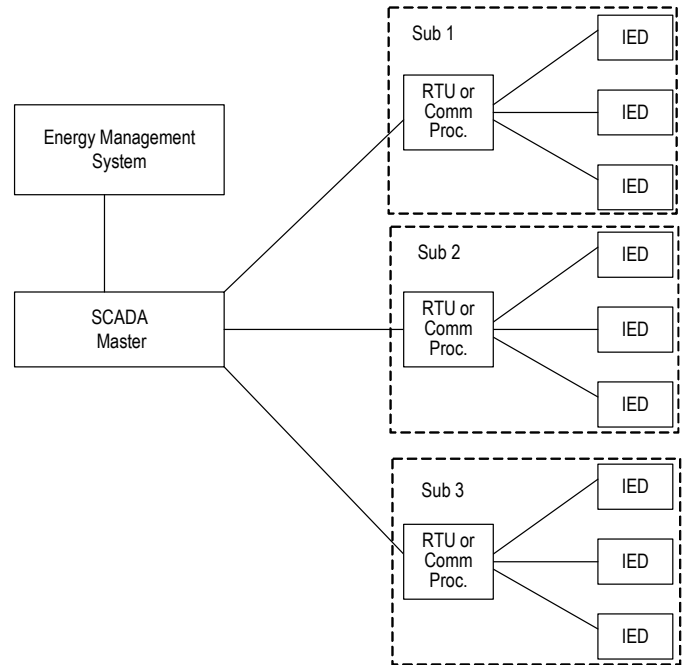 Energy Management
System
SCADA
Master
Sub 1
RTU or
Comm
Proc.
IED
IED
IED
Sub 2
RTU or
Comm
Proc.
IED
IED
IED
Sub 3
RTU or
Comm
Proc.
IED
IED
IED